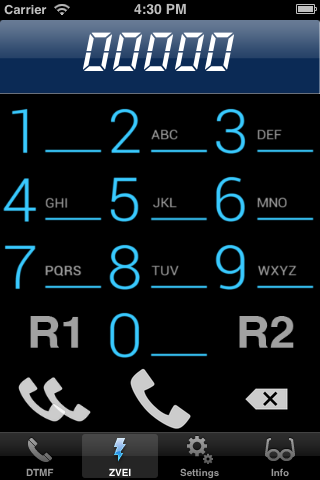 Carrier 4:30 PM
00000
1 2 ABC 3 DEF
4 GHI 5 JKL 6 MNO
7 PQRS 8 TUV 9 WXYZ
R1 0 R2
DTMF ZVEI Settings Info